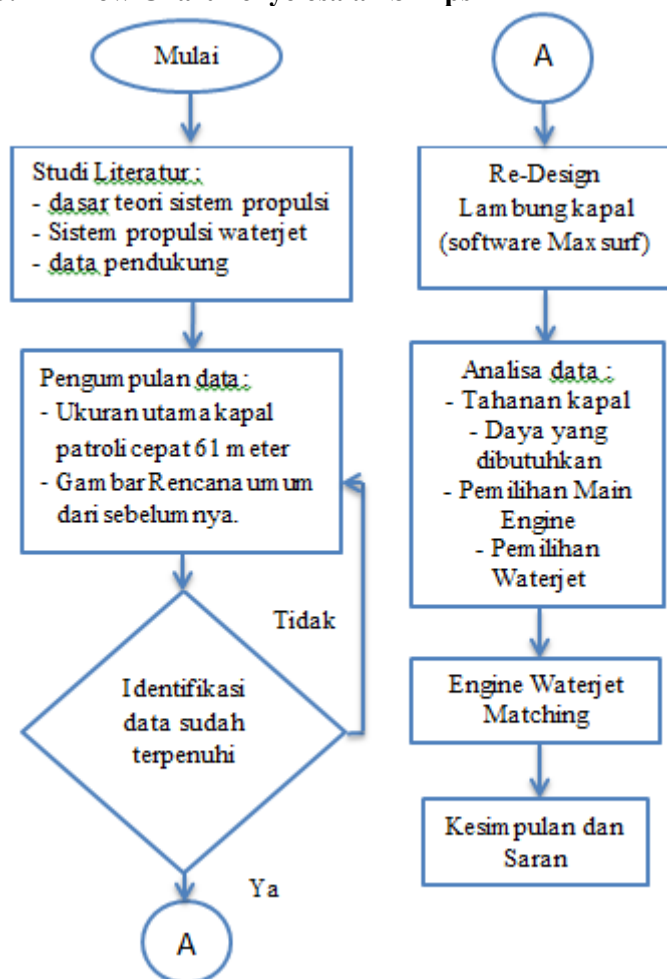 Mulai
Studi Literatur :
- dasar teori sistem propulsi
- Sistem propulsi waterjet
- data pendukung
Pengumpulan data :
- Ukuran utama kapal
patroli cepat 61 meter
- Gambar Rencana umum
dari sebelumnya.
Tidak
Identifikasi
data sudah
terpenuhi
Ya
A
A
Re-Design
Lambung kapal
(software Maxsurf)
Analisa data :
- Tahanan kapal
- Daya yang
dibutuhkan
- Pemilihan Main
Engine
- Pemilihan
Waterjet
Engine Waterjet
Matching
Kesimpulan dan
Saran